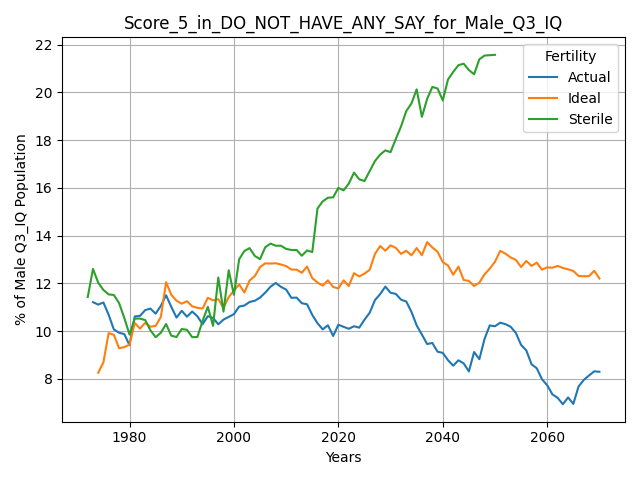 Score_5_in_DO_NOT_HAVE_ANY_SAY_for_Male_Q3_IQ
% of Male Q3_IQ Population
22
20
18
16
14
12
10
8
Fertility
Actual
Ideal
Sterile
1980 2000 2020 2040 2060
Years